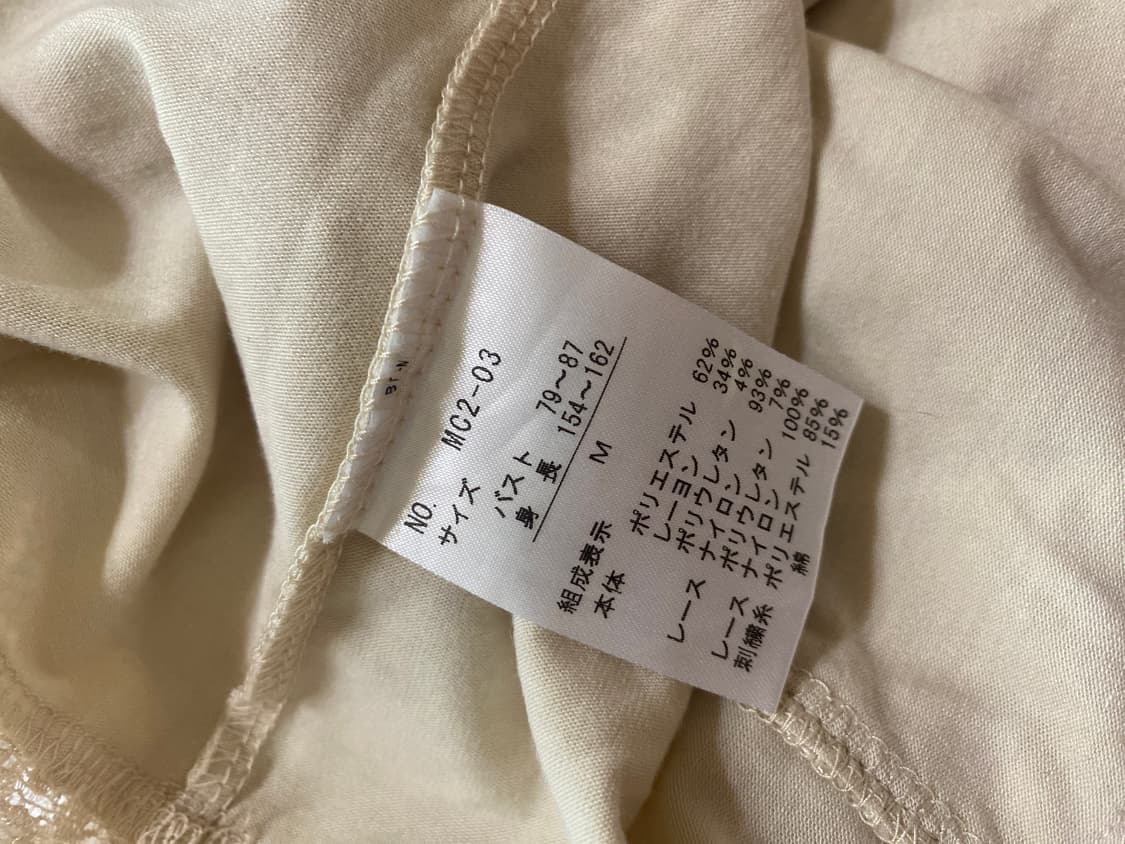 NO. MC2-03
サイズ
バスト 79～87
身長 154～162
M
組成表示
本体 ポリエステル 62%
レーヨン 34%
ポリウレタン 4%
レース ナイロン 93%
ポリウレタン 7%
レース ナイロン 100%
刺繍糸 ポリエステル 85%
綿 15%